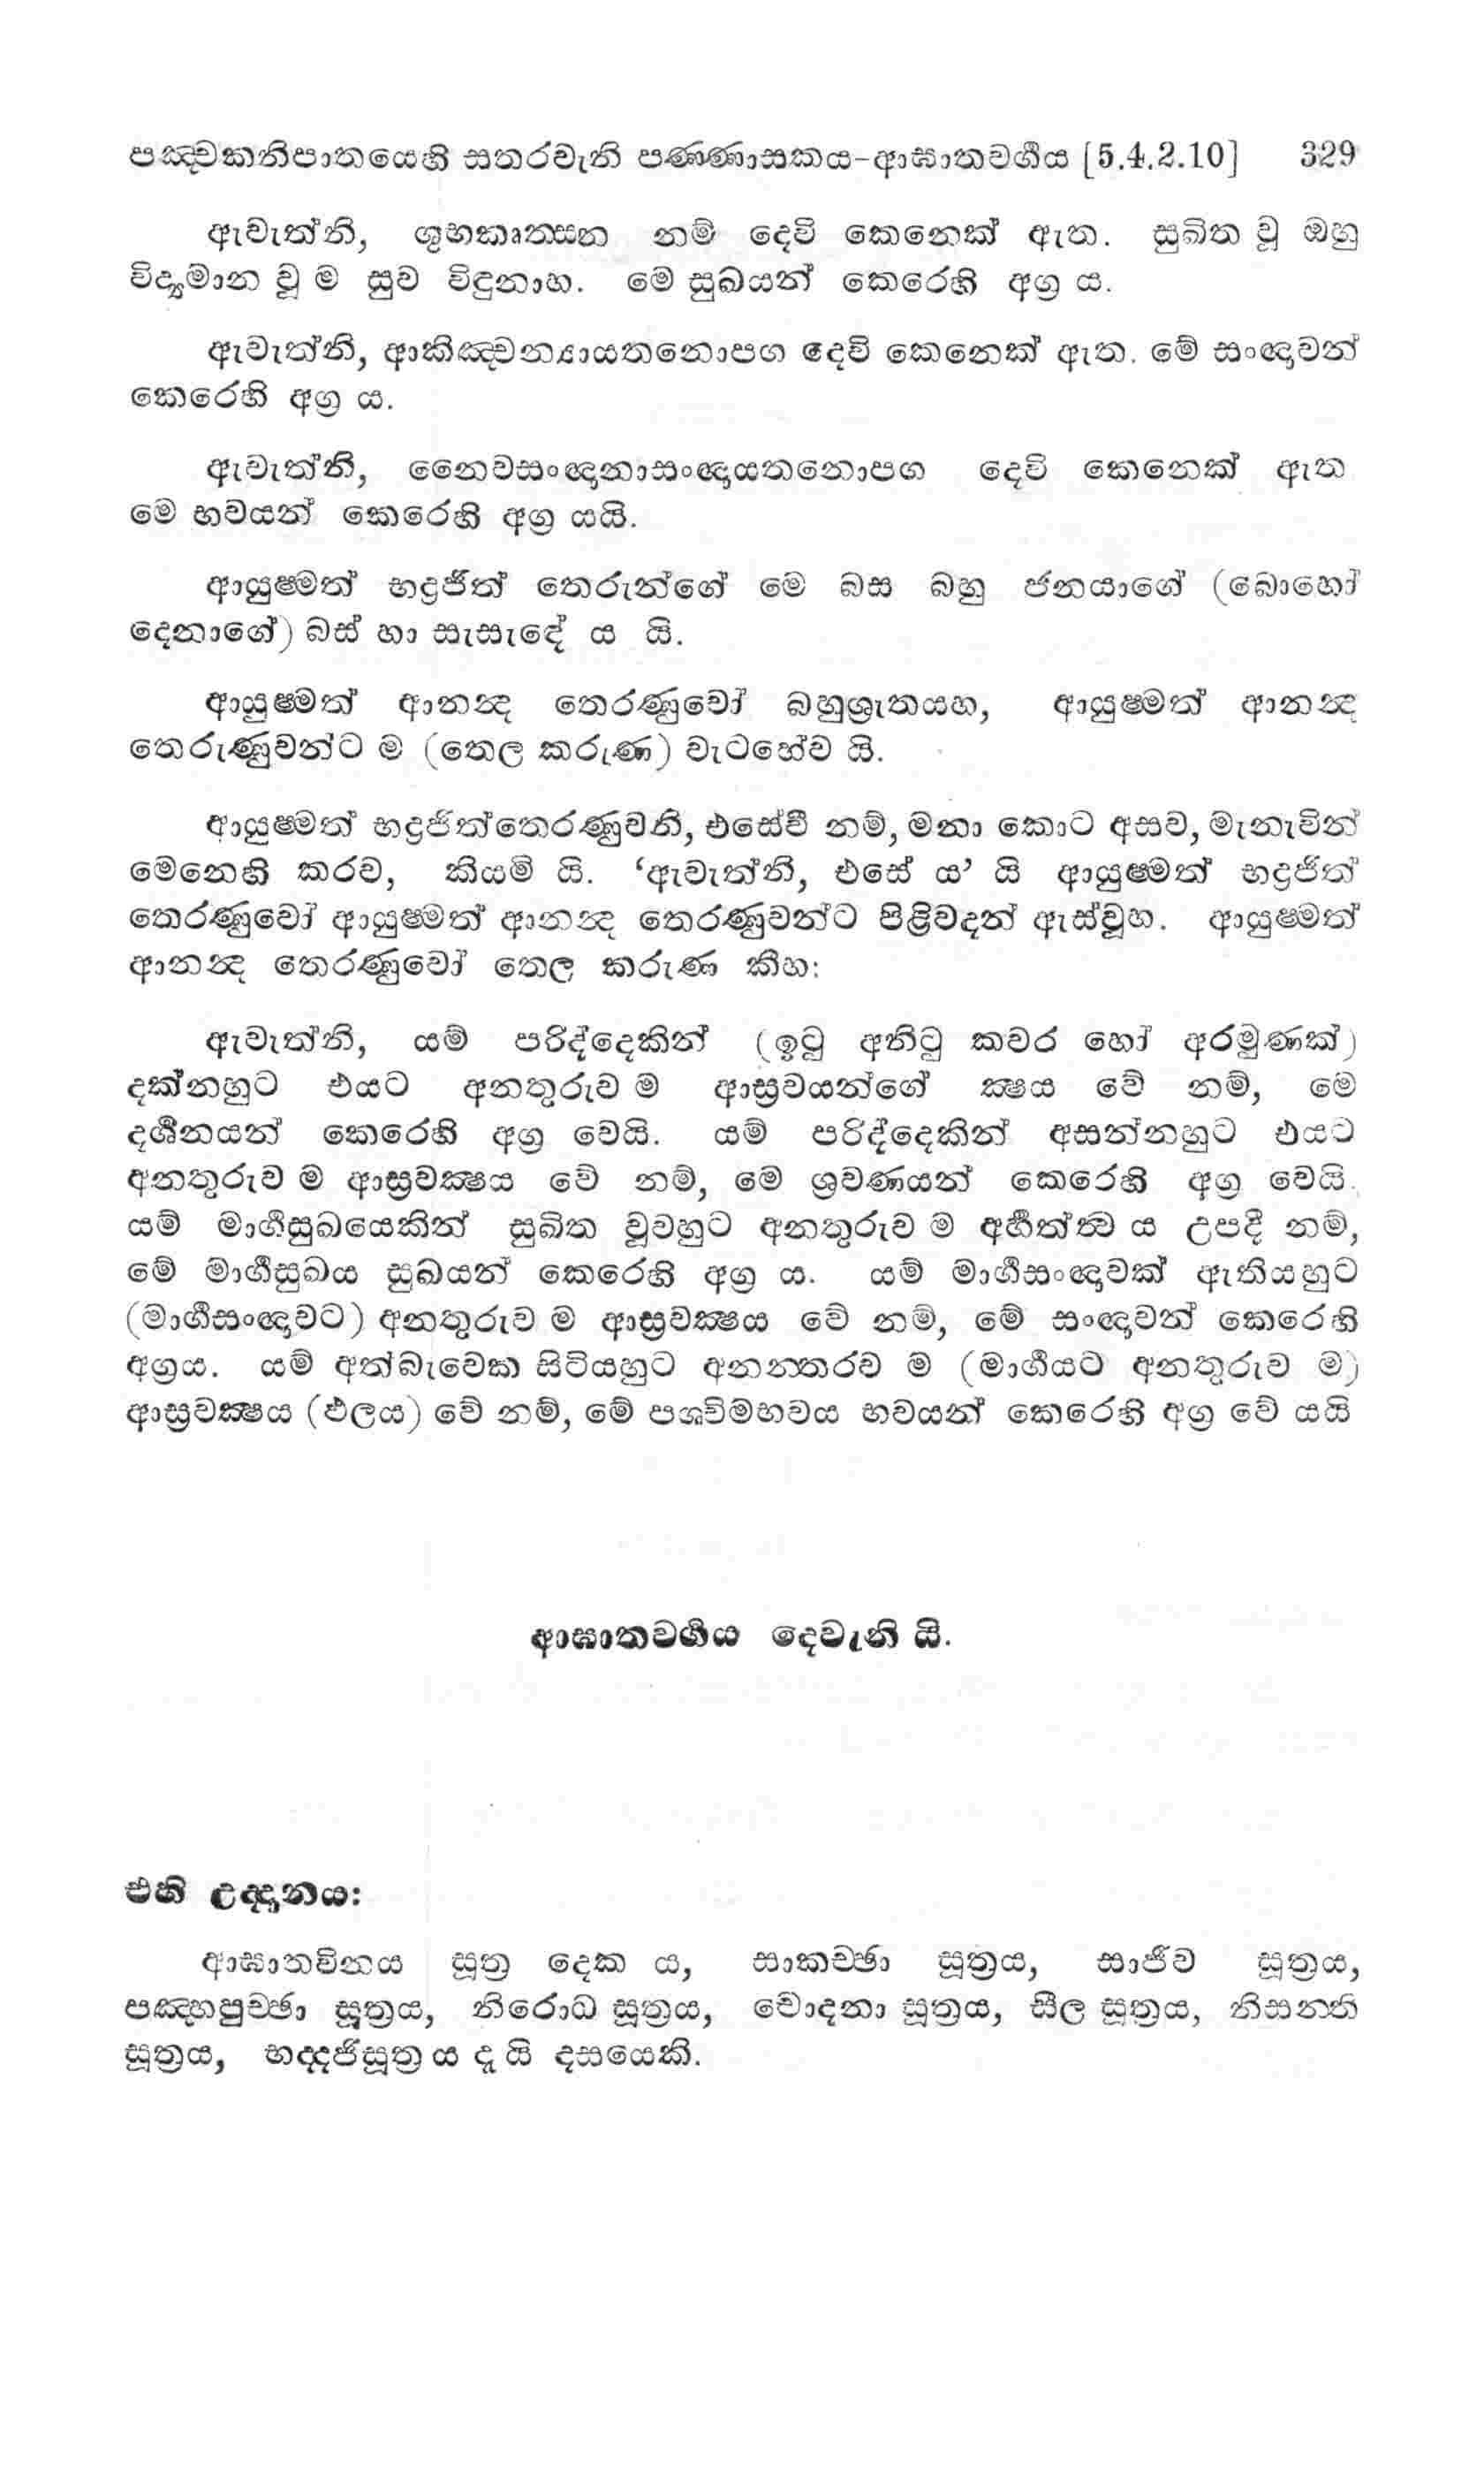 පඤ්චකනිපාතයෙහි සතරවැනි පණ්ණාසකය-ආඝාතවර්ගය [5.4.2.10] 329
ඇවැත්නි, ශුභකෘත්ස්න නම් දෙවි කෙනෙක් ඇත. සුඛිත වූ ඔහු
විද්‍යමාන වූ ම සුව විඳුනාහ. මෙ සුඛයන් කෙරෙහි අග්‍ර ය.
ඇවැත්නි, ආකිඤ්චන්‍යායතනොපග දෙවි කෙනෙක් ඇත. මේ සංඥාවන්
කෙරෙහි අග්‍ර ය.
ඇවැත්නි, නෛවසංඥානාසංඥායතනොපග දෙවි කෙනෙක් ඇත
මෙ භවයන් කෙරෙහි අග්‍ර යයි.
ආයුෂ්මත් භද්‍රජිත් තෙරුන්ගේ මෙ බස බහු ජනයාගේ (බොහෝ
දෙනාගේ) බස් හා සැසැඳේ ය යි.
ආයුෂ්මත් ආනන්‍ද තෙරණුවෝ බහුශ්‍රැතයහ, ආයුෂ්මත් ආනන්‍ද
තෙරුණුවන්ට ම (තෙල කරුණ) වැටහේව යි.
ආයුෂ්මත් භද්‍රජිත්තෙරණුවනි, එසේවී නම්, මනා කොට අසව, මැනැවින්
මෙනෙහි කරව, කියමි යි. ‘ඇවැත්නි, එසේ ය’ යි ආයුෂ්මත් භද්‍රජිත්
තෙරණුවෝ ආයුෂ්මත් ආනන්‍ද තෙරණුවන්ට පිළිවදන් ඇස්වූහ. ආයුෂ්මත්
ආනන්‍ද තෙරණුවෝ තෙල කරුණ කීහ:
ඇවැත්නි, යම් පරිද්දෙකින් (ඉටු අනිටු කවර හෝ අරමුණක්)
දක්නහුට එයට අනතුරුව ම ආස්‍රවයන්ගේ ක්‍ෂය වේ නම්, මෙ
දර්ශනයන් කෙරෙහි අග්‍ර වෙයි. යම් පරිද්දෙකින් අසන්නහුට එයට
අනතුරුව ම ආස්‍රවක්‍ෂය වේ නම්, මෙ ශ්‍රවණයන් කෙරෙහි අග්‍ර වෙයි.
යම් මාර්ගසුඛයෙකින් සුඛිත වූවහුට අනතුරුව ම අර්හත්ත්‍ව ය උපදී නම්,
මේ මාර්ගසුඛය සුඛයන් කෙරෙහි අග්‍ර ය. යම් මාර්ගසංඥාවක් ඇතියහුට
(මාර්ගසංඥාවට) අනතුරුව ම ආස්‍රවක්‍ෂය වේ නම්, මේ සංඥාවන් කෙරෙහි
අග්‍රය. යම් අත්බැවෙක සිටියහුට අනන්තරව ම (මාර්ගයට අනතුරුව ම)
ආස්‍රවක්‍ෂය (ඵලය) වේ නම්, මේ පශ්චිමභවය භවයන් කෙරෙහි අග්‍ර වේ යයි
ආඝාතවර්ගය දෙවැනි යි.
එහි උද්දානය:
ආඝාතවිනය සූත්‍ර දෙක ය, සාකච්ඡා සූත්‍රය, සාජීව සූත්‍රය,
පඤ්හපුච්ඡා සූත්‍රය, නිරොධ සූත්‍රය, චොදනා සූත්‍රය, සීල සූත්‍රය, නිසන්ති
සූත්‍රය, භද්දජිසූත්‍ර ය ද යි දසයෙකි.